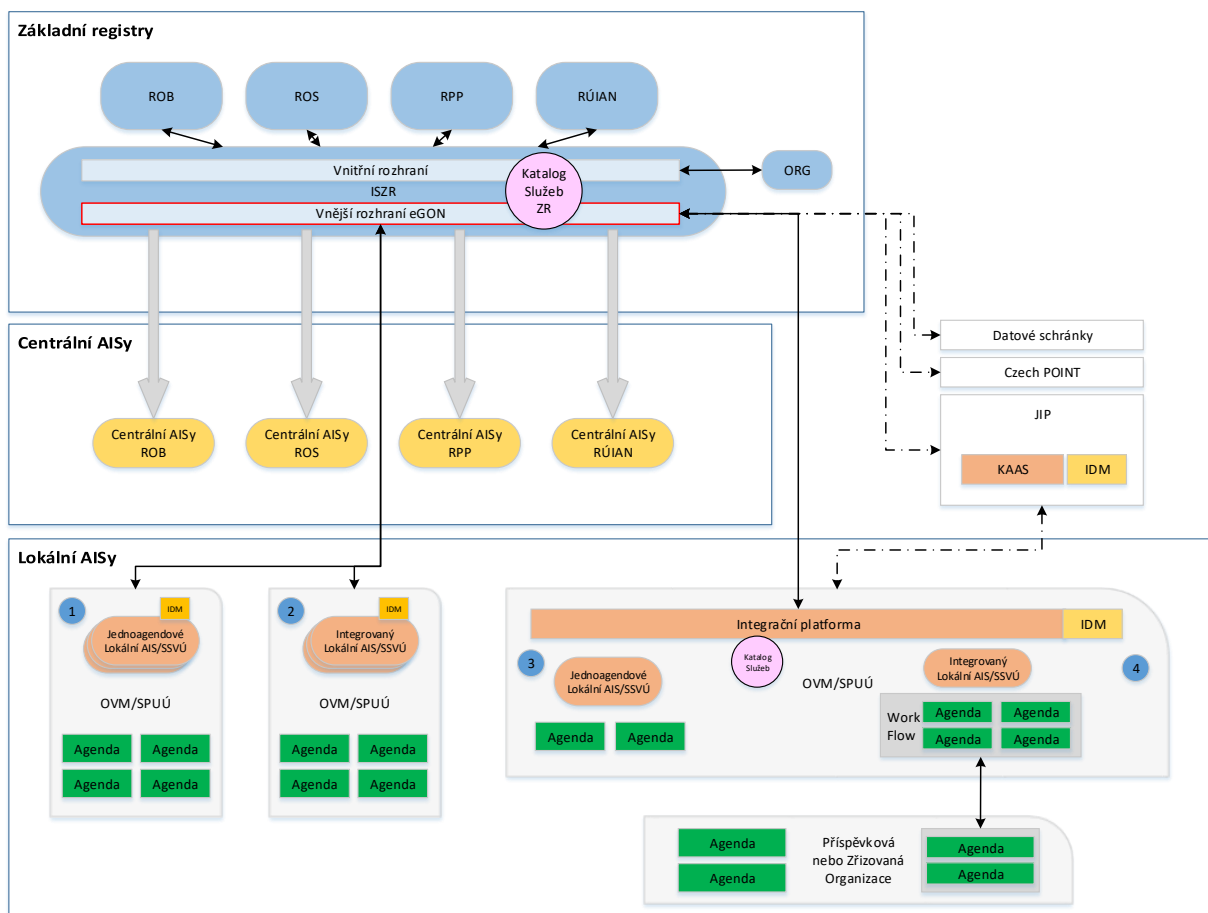 Základní registry
ROB
ROS
RPP
RÚIAN
Vnitřní rozhraní
ISZR
Vnější rozhraní eGON
Katalog
Služeb
ZR
ORG
Centrální AISy
Centrální AISy
ROB
Centrální AISy
ROS
Centrální AISy
RPP
Centrální AISy
RÚIAN
Datové schránky
Czech POINT
JIP
KAAS
IDM
Lokální AISy
1
IDM
Jednoagendové
Lokální AIS/SSVÚ
OVM/SPUÚ
Agenda
Agenda
Agenda
Agenda
2
IDM
Integrovaný
Lokální AIS/SSVÚ
OVM/SPUÚ
Agenda
Agenda
Agenda
Agenda
Integrační platforma
IDM
3
Jednoagendové
Lokální AIS/SSVÚ
Katalog
Služeb
OVM/SPUÚ
Integrovaný
Lokální AIS/SSVÚ
4
Agenda
Agenda
Work
Flow
Agenda
Agenda
Agenda
Agenda
Agenda
Agenda
Příspěvková
nebo Zřizovaná
Organizace
Agenda
Agenda